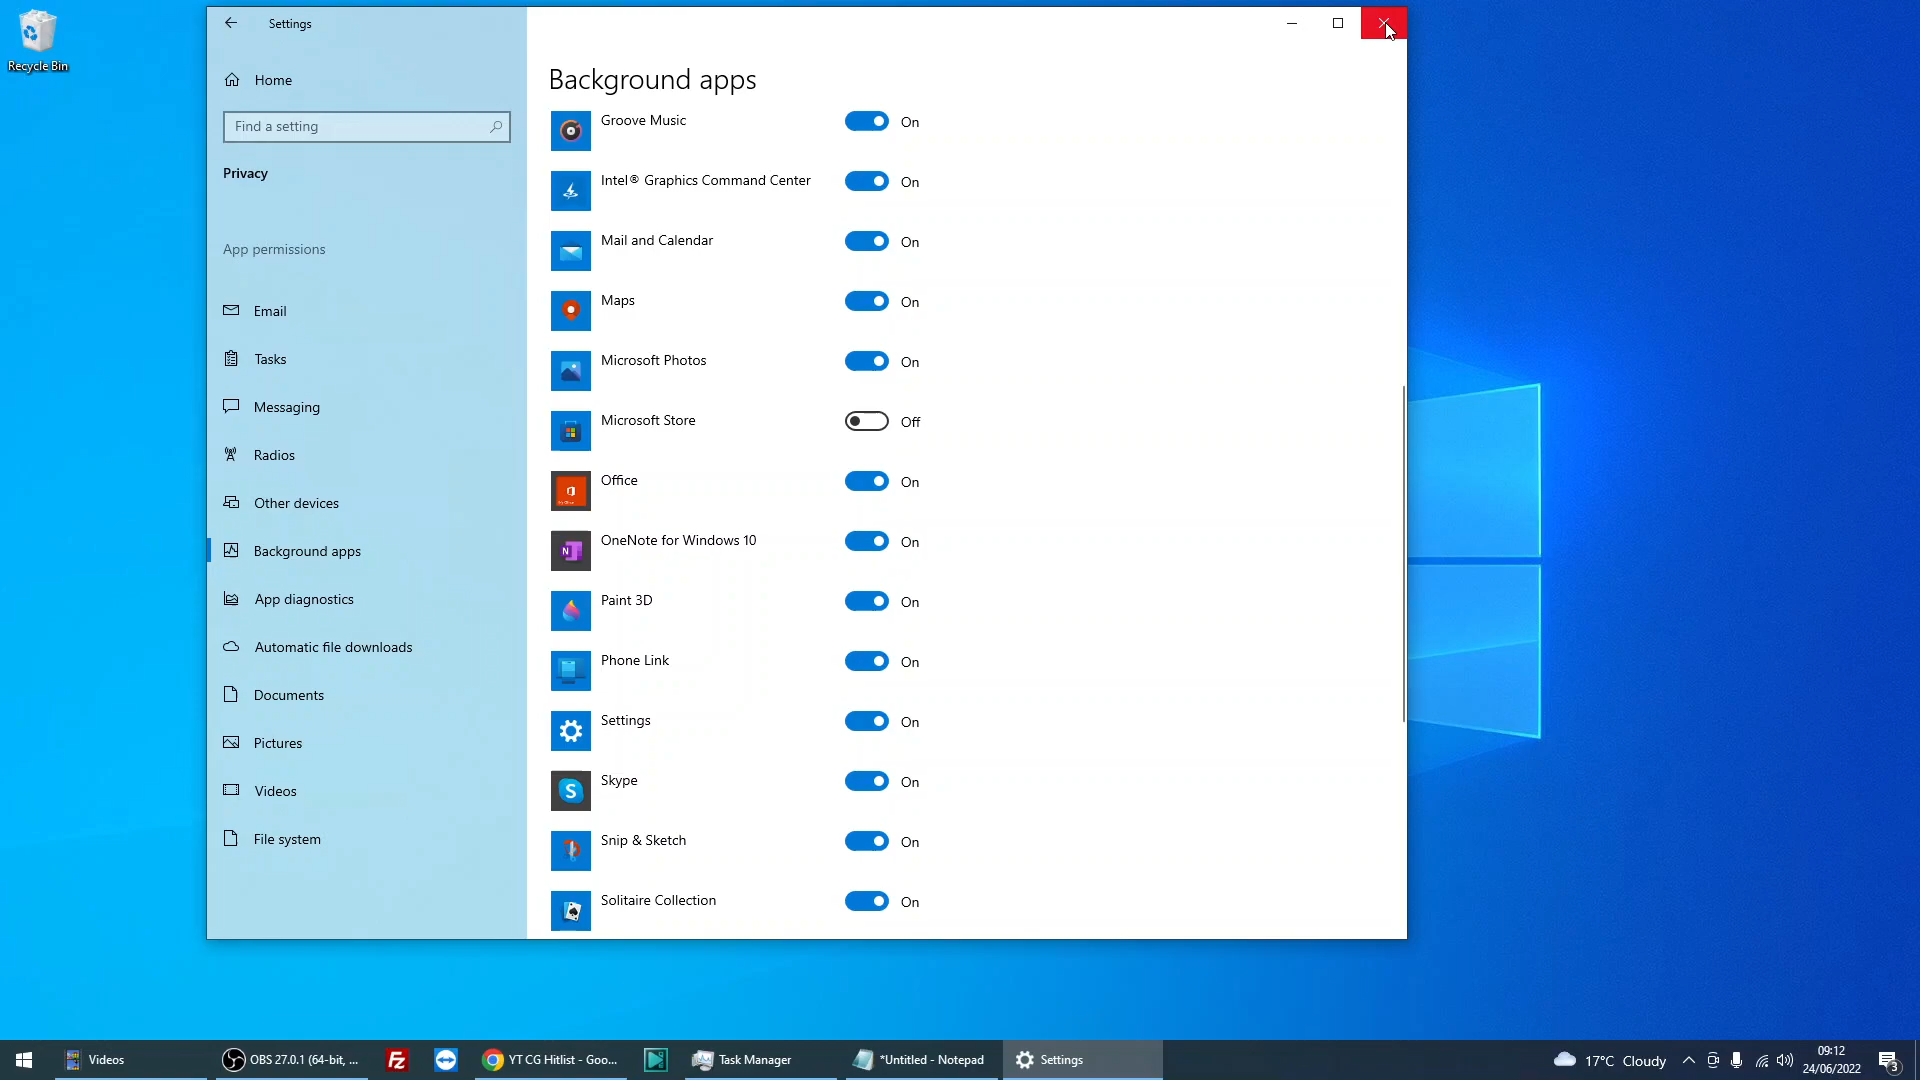 Recycle Bin
Settings
Home
Find a setting
Privacy
App permissions
Email
Tasks
Messaging
Radios
Other devices
Background apps
App diagnostics
Automatic file downloads
Documents
Pictures
Videos
File system
Background apps
Groove Music On
Intel® Graphics Command Center On
Mail and Calendar On
Maps On
Microsoft Photos On
Microsoft Store Off
Office On
OneNote for Windows 10 On
Paint 3D On
Phone Link On
Settings On
Skype On
Snip & Sketch On
Solitaire Collection On
Videos
OBS 27.0.1 (64-bit, ...
YT CG Hitlist - Goo...
Task Manager
*Untitled - Notepad
Settings
17°C Cloudy
09:12
24/06/2022
3